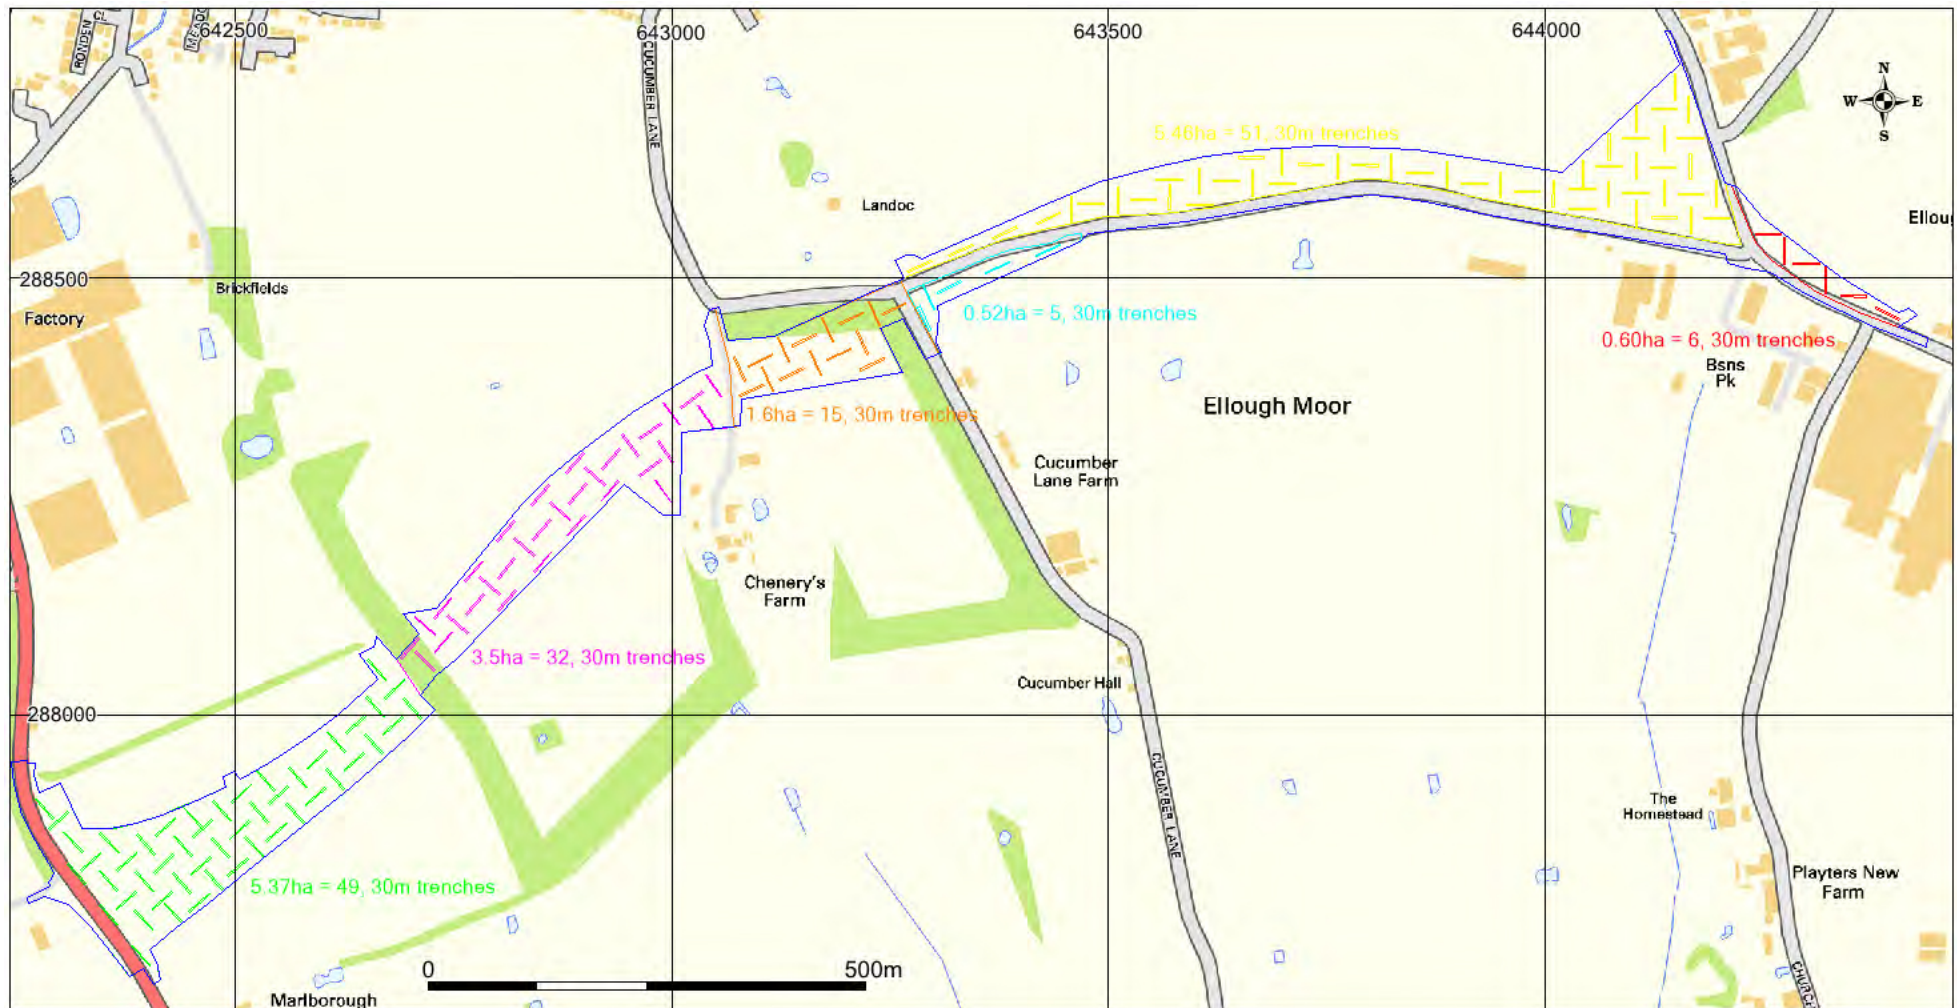 RONDEN
642500
643000
643500
644000
CUCUMBER LANE
N
W E
S
5.46ha = 51, 30m trenches
Landoc
288500
Brickfields
Factory
0.52ha = 5, 30m trenches
0.60ha = 6, 30m trenches
Bsns
Pk
Ellough Moor
1.6ha = 15, 30m trenches
Cucumber
Lane Farm
Chenery's
Farm
3.5ha = 32, 30m trenches
Cucumber Hall
288000
CUCUMBER LANE
The
Homestead
Playters New
Farm
5.37ha = 49, 30m trenches
0 500m
Marlborough